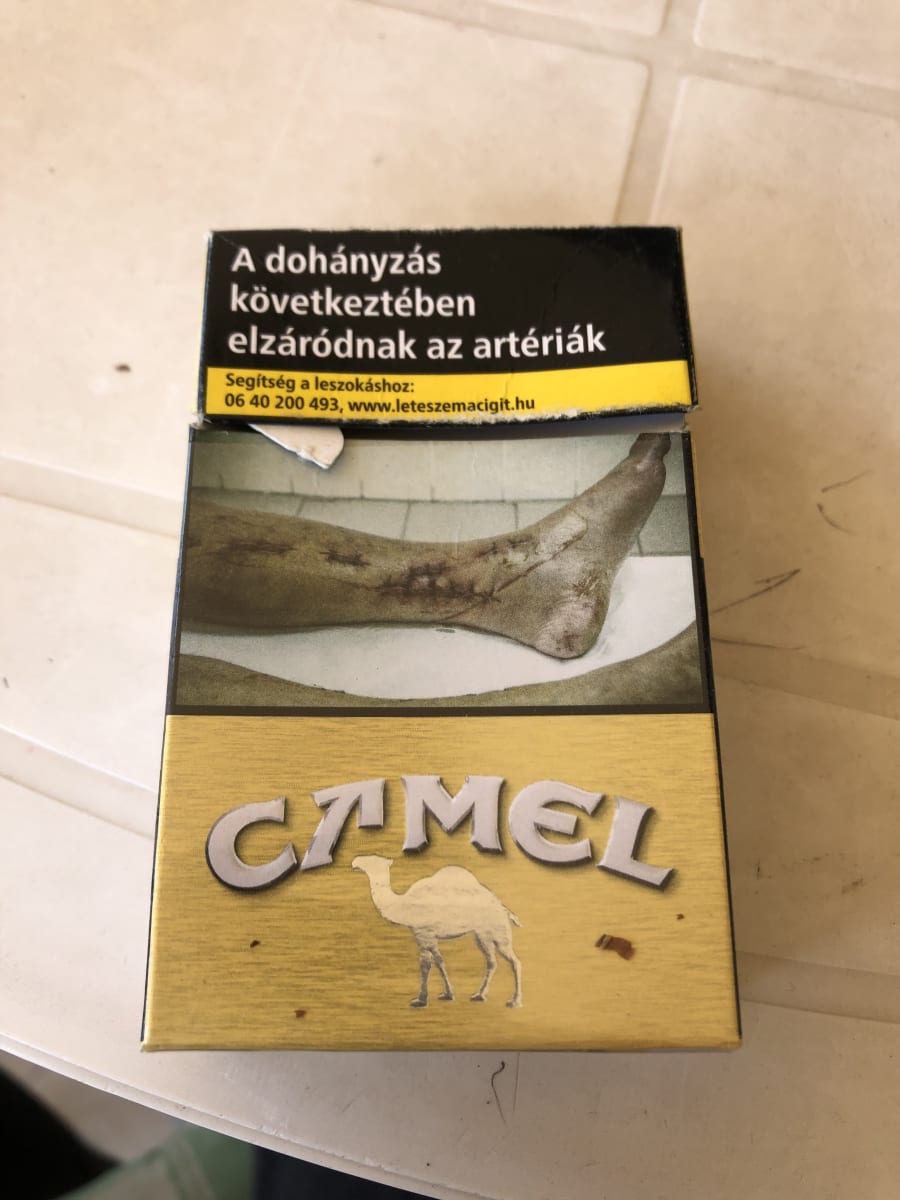 A dohányzás
következtében
elzáródnak az artériák
Segítség a leszokáshoz:
06 40 200 493, www.leteszemacigit.hu
CAMEL